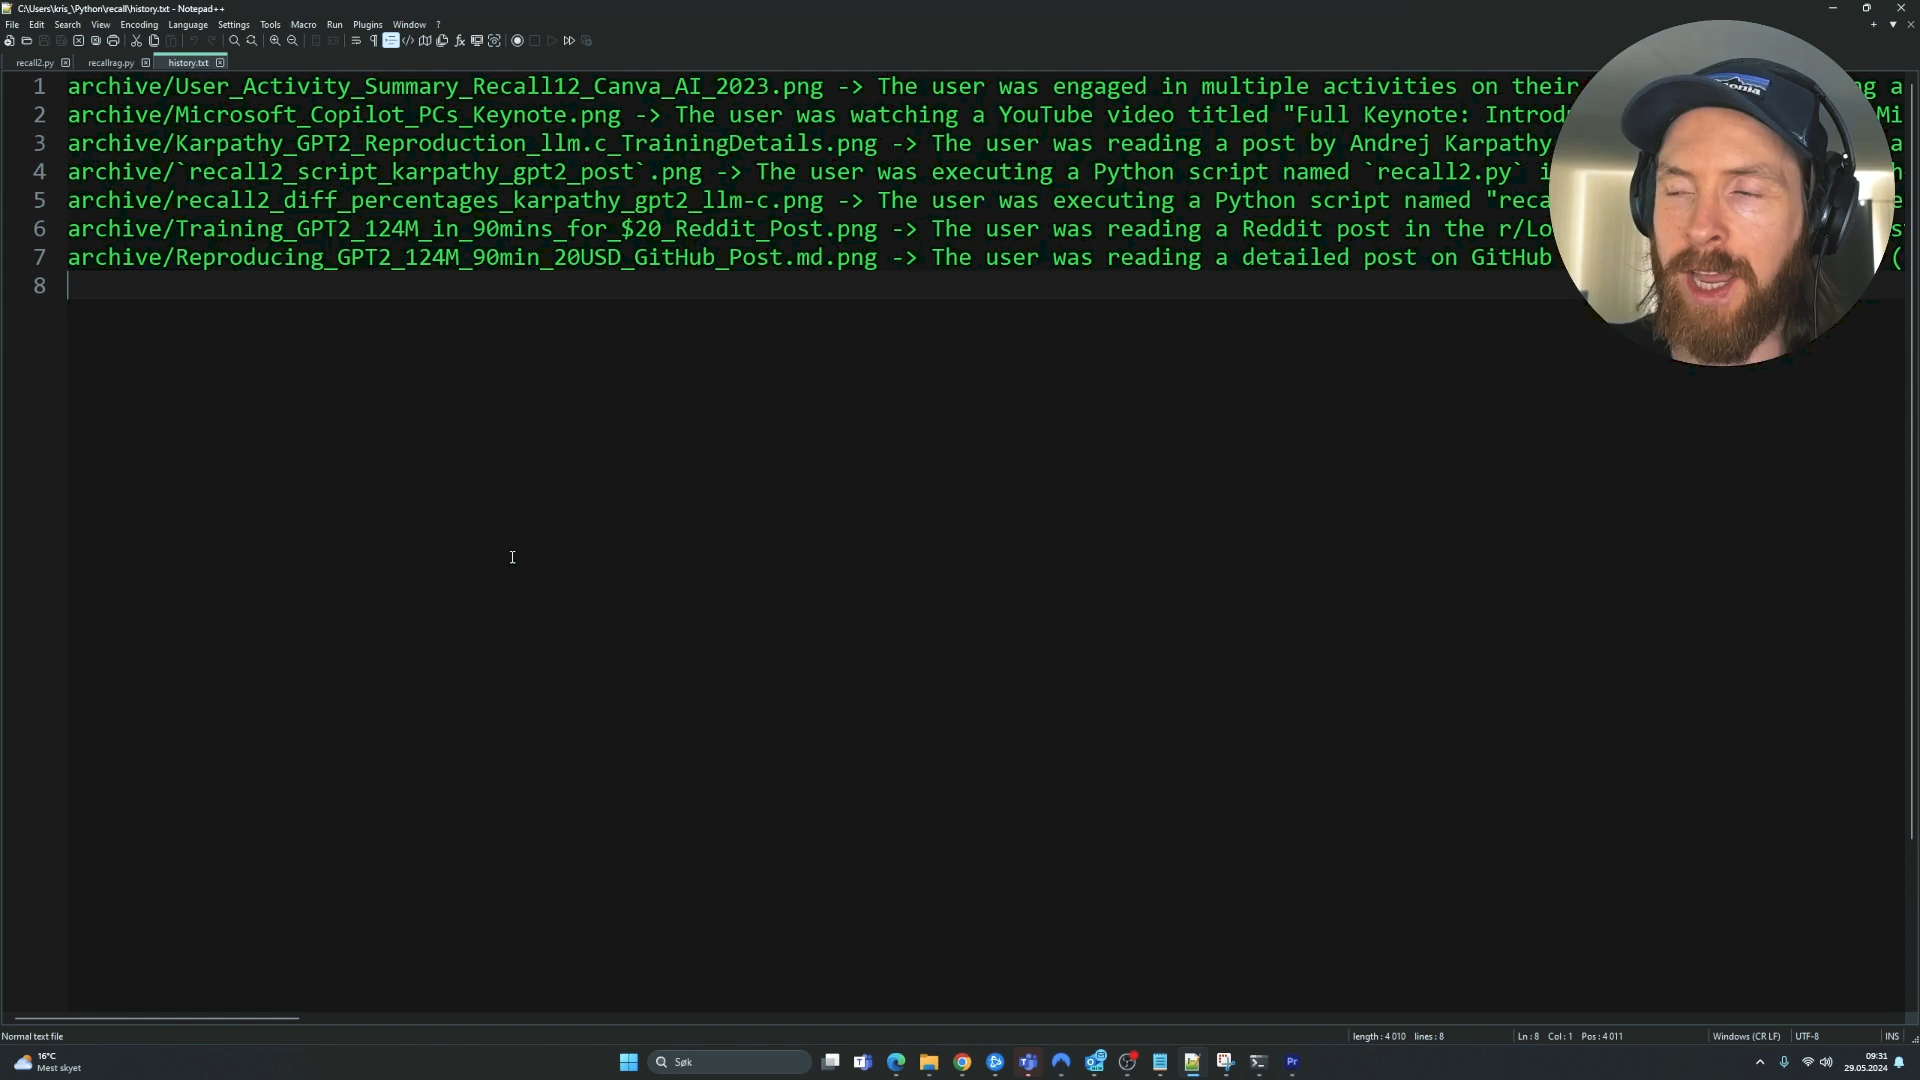 C:\Users\kris_\Python\recall\history.txt - Notepad++
File Edit Search View Encoding Language Settings Tools Macro Run Plugins Window ?
recall2.py recallrag.py history.txt
1 archive/User_Activity_Summary_Recall12_Canva_AI_2023.png -> The user was engaged in multiple activities on their
2 archive/Microsoft_Copilot_PCs_Keynote.png -> The user was watching a YouTube video titled "Full Keynote: Introd Mi
3 archive/Karpathy_GPT2_Reproduction_llm.c_TrainingDetails.png -> The user was reading a post by Andrej Karpathy a
4 archive/`recall2_script_karpathy_gpt2_post`.png -> The user was executing a Python script named `recall2.py` i
5 archive/recall2_diff_percentages_karpathy_gpt2_llm-c.png -> The user was executing a Python script named "reca e
6 archive/Training_GPT2_124M_in_90mins_for_$20_Reddit_Post.png -> The user was reading a Reddit post in the r/Lo
7 archive/Reproducing_GPT2_124M_90min_20USD_GitHub_Post.md.png -> The user was reading a detailed post on GitHub (
8
Normal text file length : 4 010 lines : 8 Ln : 8 Col : 1 Pos : 4 011 Windows (CR LF) UTF-8 INS
16°C
Mest skyet
Søk
09:31
29.05.2024